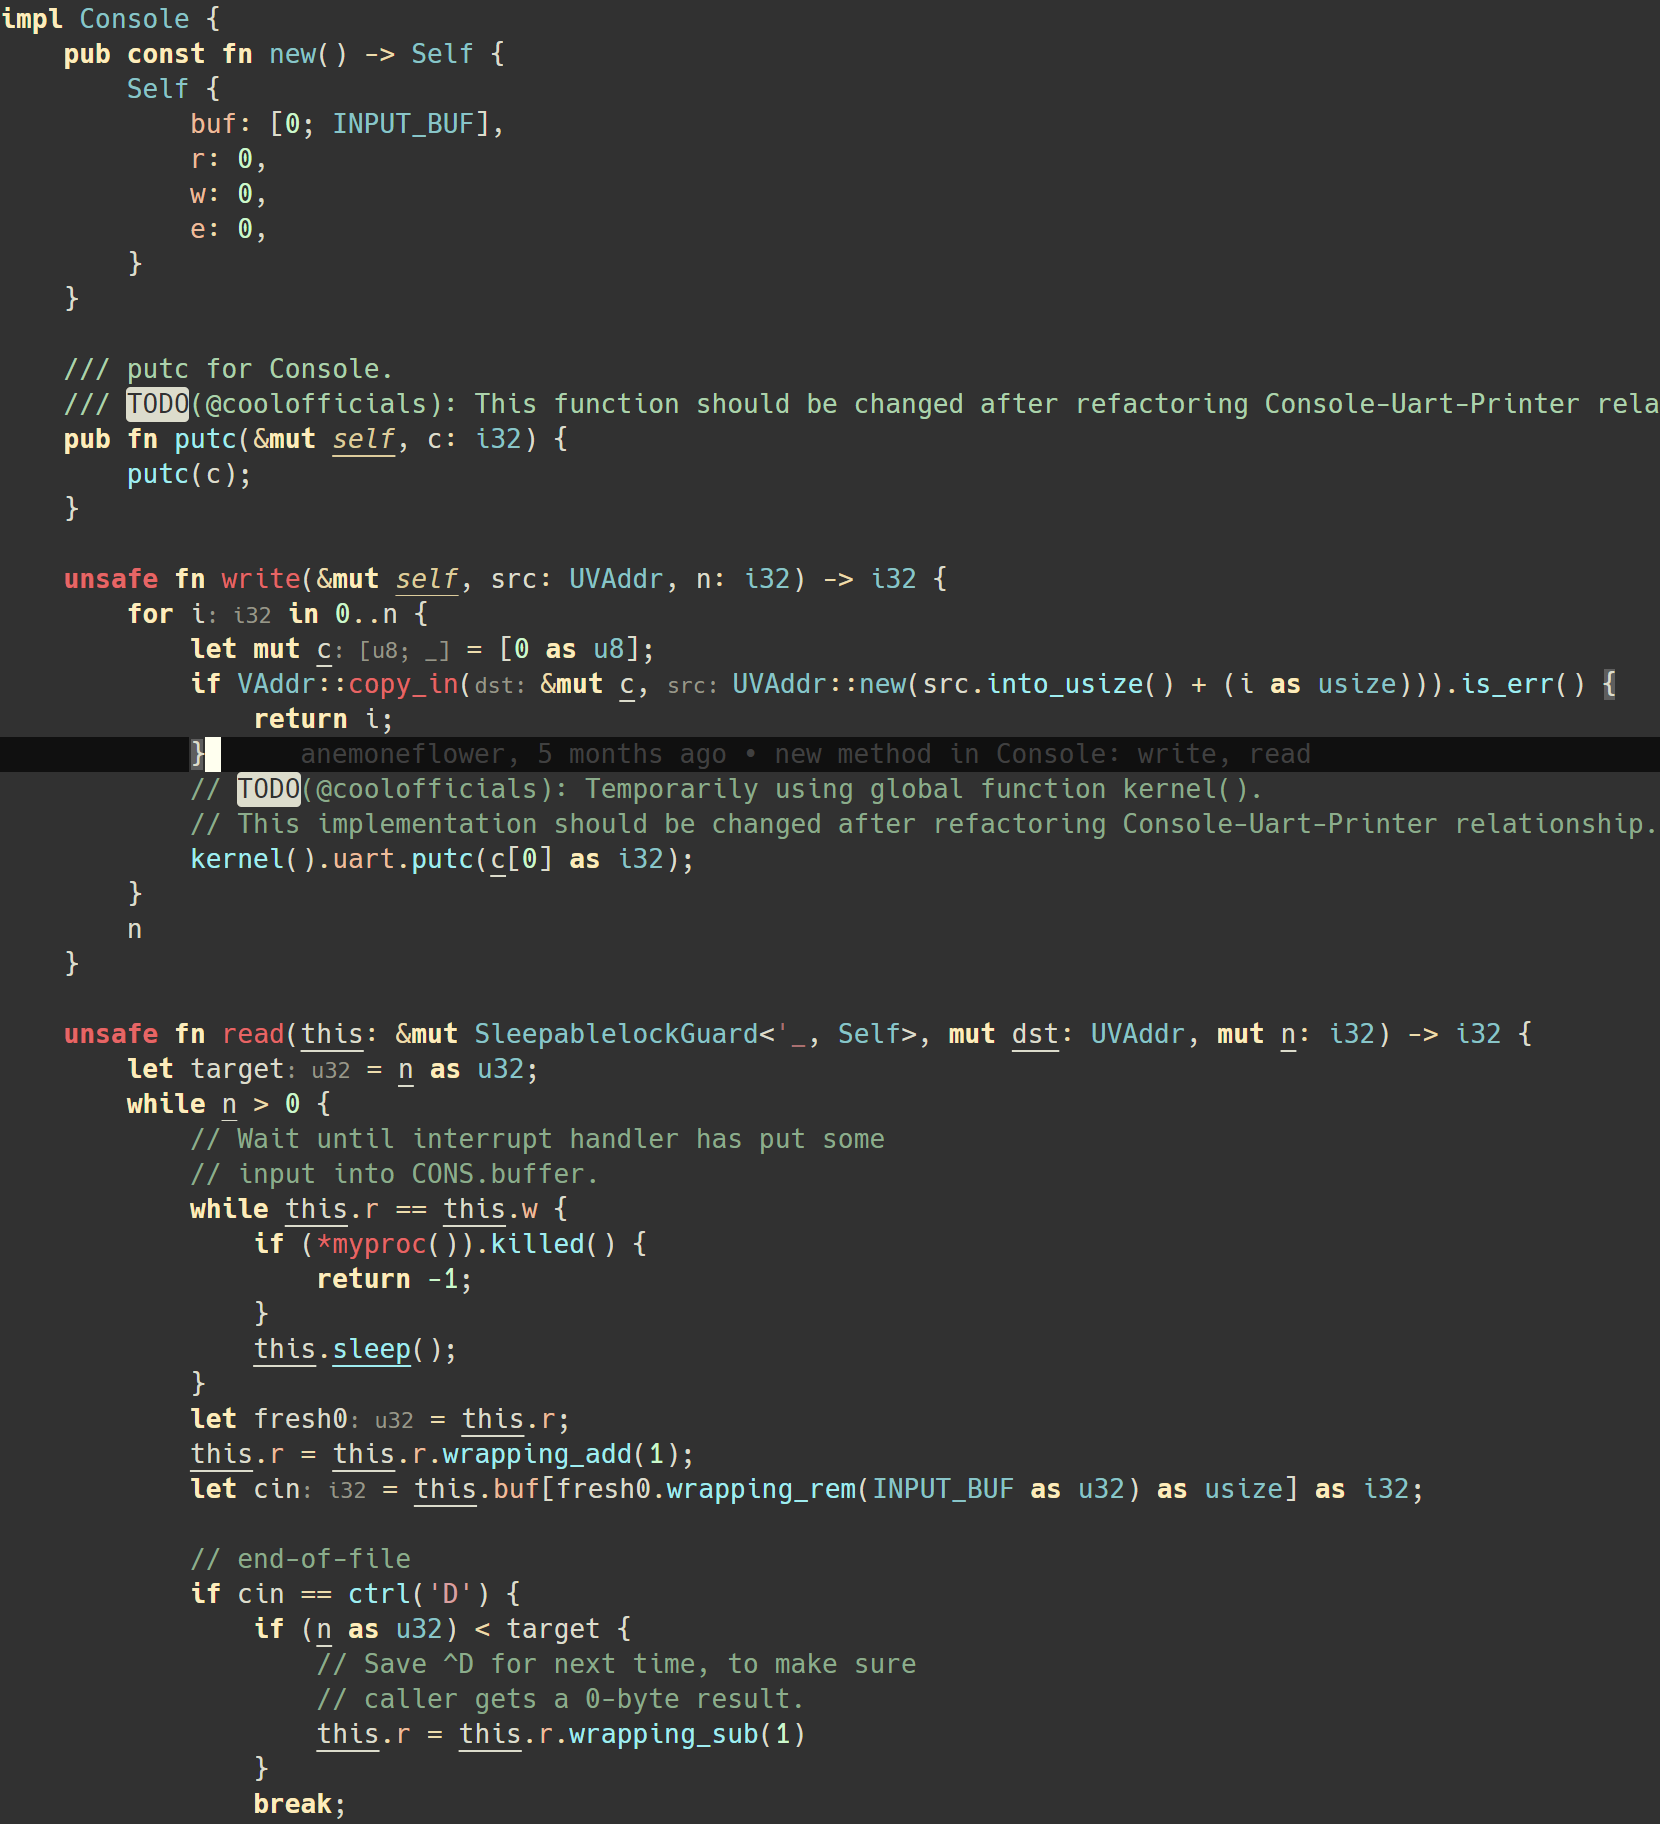 impl Console {
    pub const fn new() -> Self {
        Self {
            buf: [0; INPUT_BUF],
            r: 0,
            w: 0,
            e: 0,
        }
    }

    /// putc for Console.
    /// TODO(@coolofficials): This function should be changed after refactoring Console-Uart-Printer rela
    pub fn putc(&mut self, c: i32) {
        putc(c);
    }

    unsafe fn write(&mut self, src: UVAddr, n: i32) -> i32 {
        for i: i32 in 0..n {
            let mut c: [u8; _] = [0 as u8];
            if VAddr::copy_in(dst: &mut c, src: UVAddr::new(src.into_usize() + (i as usize))).is_err() {
                return i;
            }      anemoneflower, 5 months ago • new method in Console: write, read
            // TODO(@coolofficials): Temporarily using global function kernel().
            // This implementation should be changed after refactoring Console-Uart-Printer relationship.
            kernel().uart.putc(c[0] as i32);
        }
        n
    }

    unsafe fn read(this: &mut SleepablelockGuard<'_, Self>, mut dst: UVAddr, mut n: i32) -> i32 {
        let target: u32 = n as u32;
        while n > 0 {
            // Wait until interrupt handler has put some
            // input into CONS.buffer.
            while this.r == this.w {
                if (*myproc()).killed() {
                    return -1;
                }
                this.sleep();
            }
            let fresh0: u32 = this.r;
            this.r = this.r.wrapping_add(1);
            let cin: i32 = this.buf[fresh0.wrapping_rem(INPUT_BUF as u32) as usize] as i32;

            // end-of-file
            if cin == ctrl('D') {
                if (n as u32) < target {
                    // Save ^D for next time, to make sure
                    // caller gets a 0-byte result.
                    this.r = this.r.wrapping_sub(1)
                }
                break;